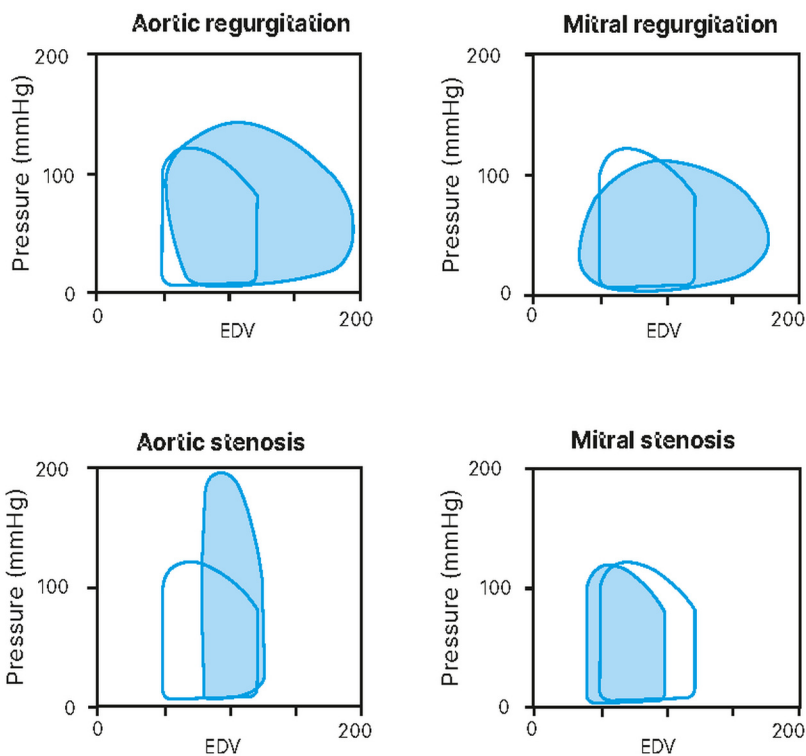 Aortic regurgitation
Mitral regurgitation
200
100
0
Pressure (mmHg)
0
EDV
200
200
100
0
Pressure (mmHg)
0
EDV
200
Aortic stenosis
Mitral stenosis
200
100
0
Pressure (mmHg)
0
EDV
200
200
100
0
Pressure (mmHg)
0
EDV
200